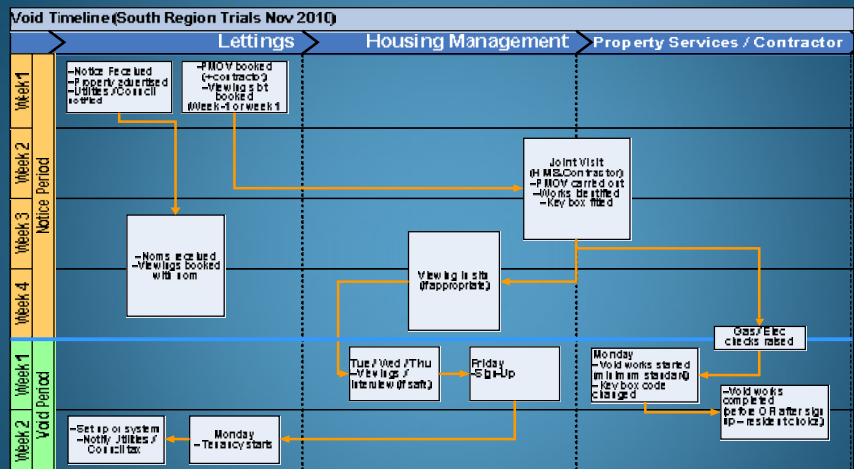 Void Timeline (South Region Trials Nov 2010)
Lettings
Housing Management
Property Services / Contractor
Week 1
Week 2
Week 3
Week 4
Notice Period
Week 1
Week 2
Void Period
–Notice Received
–Property advertised
–Utilities / Council
notified
–PMOV booked
(+contractor)
–Viewing slot
booked
(Week-1 or week 1
Joint Visit
(HMS,Contractor)
–PMOV carried out
–Works Identified
–Key box fitted
–Noms received
–Viewings booked
with nom
Viewing in situ
(if appropriate)
Gas / Elec
checks raised
Tue / Wed / Thu
–Viewings /
Interview (if safe)
Friday
–Sign-Up
Monday
–Void works started
(minimum standard)
–Key box code
changed
–Void works
completed
(before OR after sign
up – resident choice)
–Set up on system
–Notify Utilities /
Council tax
Monday
–Tenancy starts